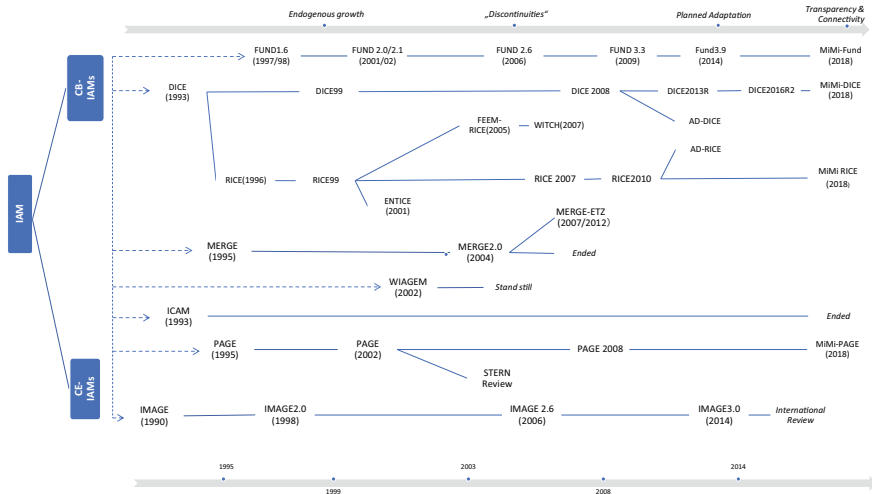 Endogenous growth
„Discontinuities"
Planned Adaptation
Transparency &
Connectivity
FUND1.6
(1997/98)
FUND 2.0/2.1
(2001/02)
FUND 2.6
(2006)
FUND 3.3
(2009)
Fund3.9
(2014)
MiMi-Fund
(2018)
CB-
IAMs
DICE
(1993)
DICE99
DICE 2008
DICE2013R
DICE2016R2
MiMi-DICE
(2018)
FEEM-
RICE(2005)
WITCH(2007)
AD-DICE
AD-RICE
RICE(1996)
RICE99
RICE 2007
RICE2010
MiMi RICE
(2018)
ENTICE
(2001)
IAM
MERGE-ETZ
(2007/2012)
MERGE
(1995)
MERGE2.0
(2004)
Ended
WIAGEM
(2002)
Stand still
ICAM
(1993)
Ended
PAGE
(1995)
PAGE
(2002)
PAGE 2008
MiMi-PAGE
(2018)
STERN
Review
CE-
IAMs
IMAGE
(1990)
IMAGE2.0
(1998)
IMAGE 2.6
(2006)
IMAGE3.0
(2014)
International
Review
1995
2003
2014
1999
2008